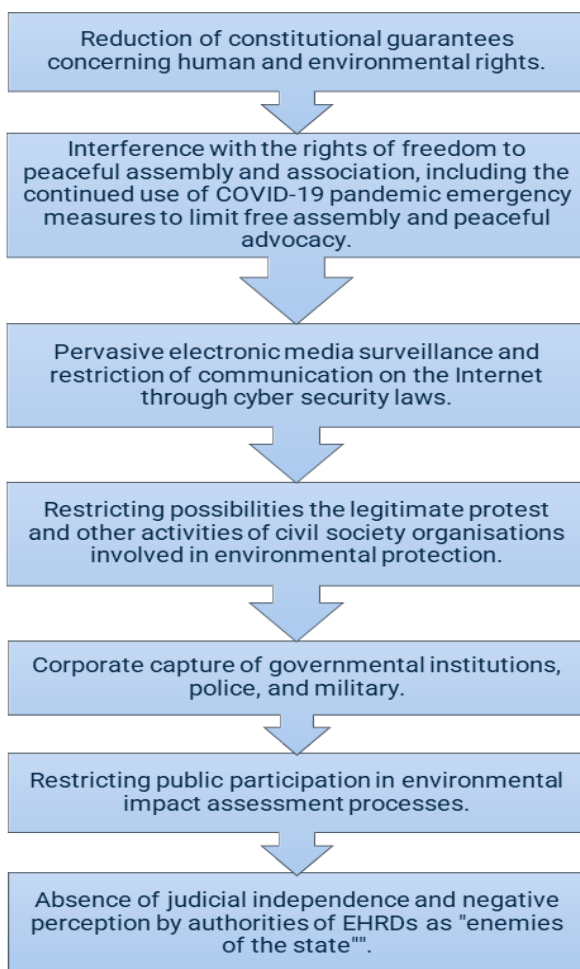 Reduction of constitutional guarantees
concerning human and environmental rights.
Interference with the rights of freedom to
peaceful assembly and association, including the
continued use of COVID-19 pandemic emergency
measures to limit free assembly and peaceful
advocacy.
Pervasive electronic media surveillance and
restriction of communication on the Internet
through cyber security laws.
Restricting possibilities the legitimate protest
and other activities of civil society organisations
involved in environmental protection.
Corporate capture of governmental institutions,
police, and military.
Restricting public participation in environmental
impact assessment processes.
Absence of judicial independence and negative
perception by authorities of EHRDs as "enemies
of the state"".